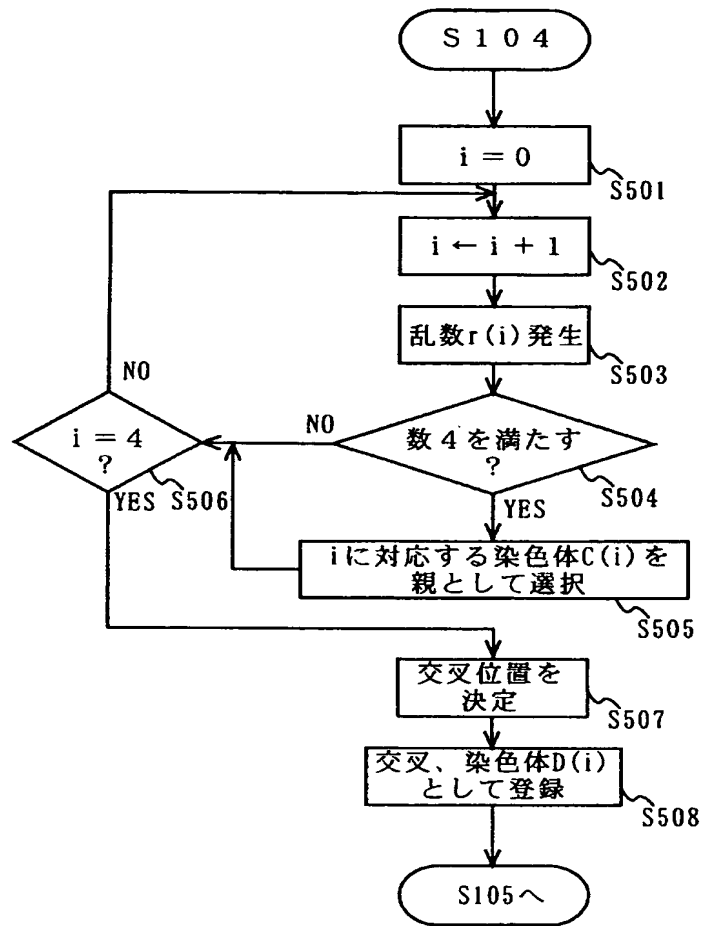 S104
i=0
S501
i ← i + 1
S502
乱数r(i)発生
S503
数4を満たす
?
S504
NO
YES
iに対応する染色体C(i)を
親として選択
S505
i=4
?
S506
NO
YES
交叉位置を
決定
S507
交叉、染色体D(i)
として登録
S508
S105へ